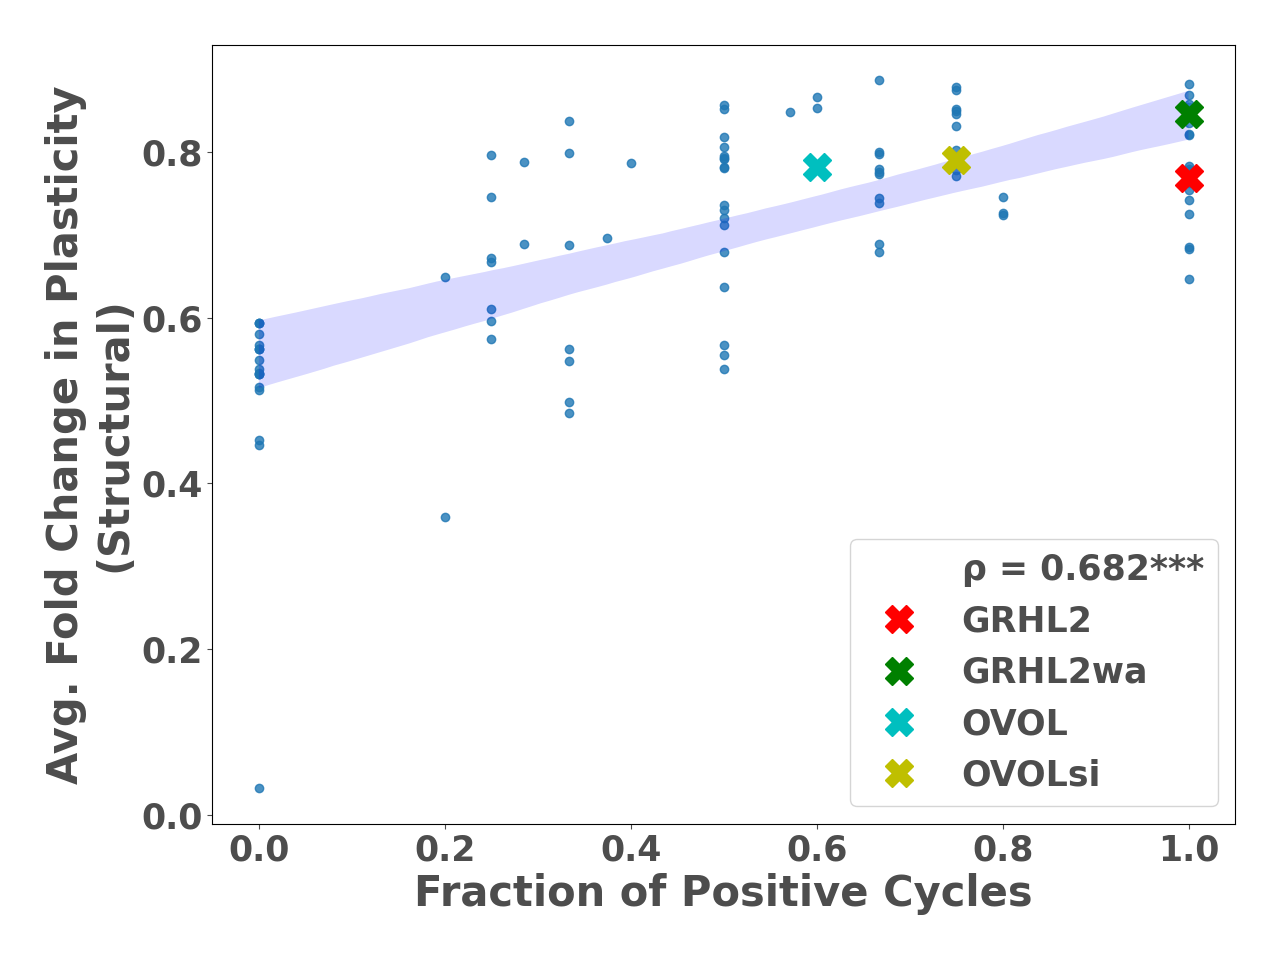 Avg. Fold Change in Plasticity
(Structural)
0.8
0.6
0.4
0.2
0.0
ρ = 0.682***
GRHL2
GRHL2wa
OVOL
OVOLsi
0.0 0.2 0.4 0.6 0.8 1.0
Fraction of Positive Cycles